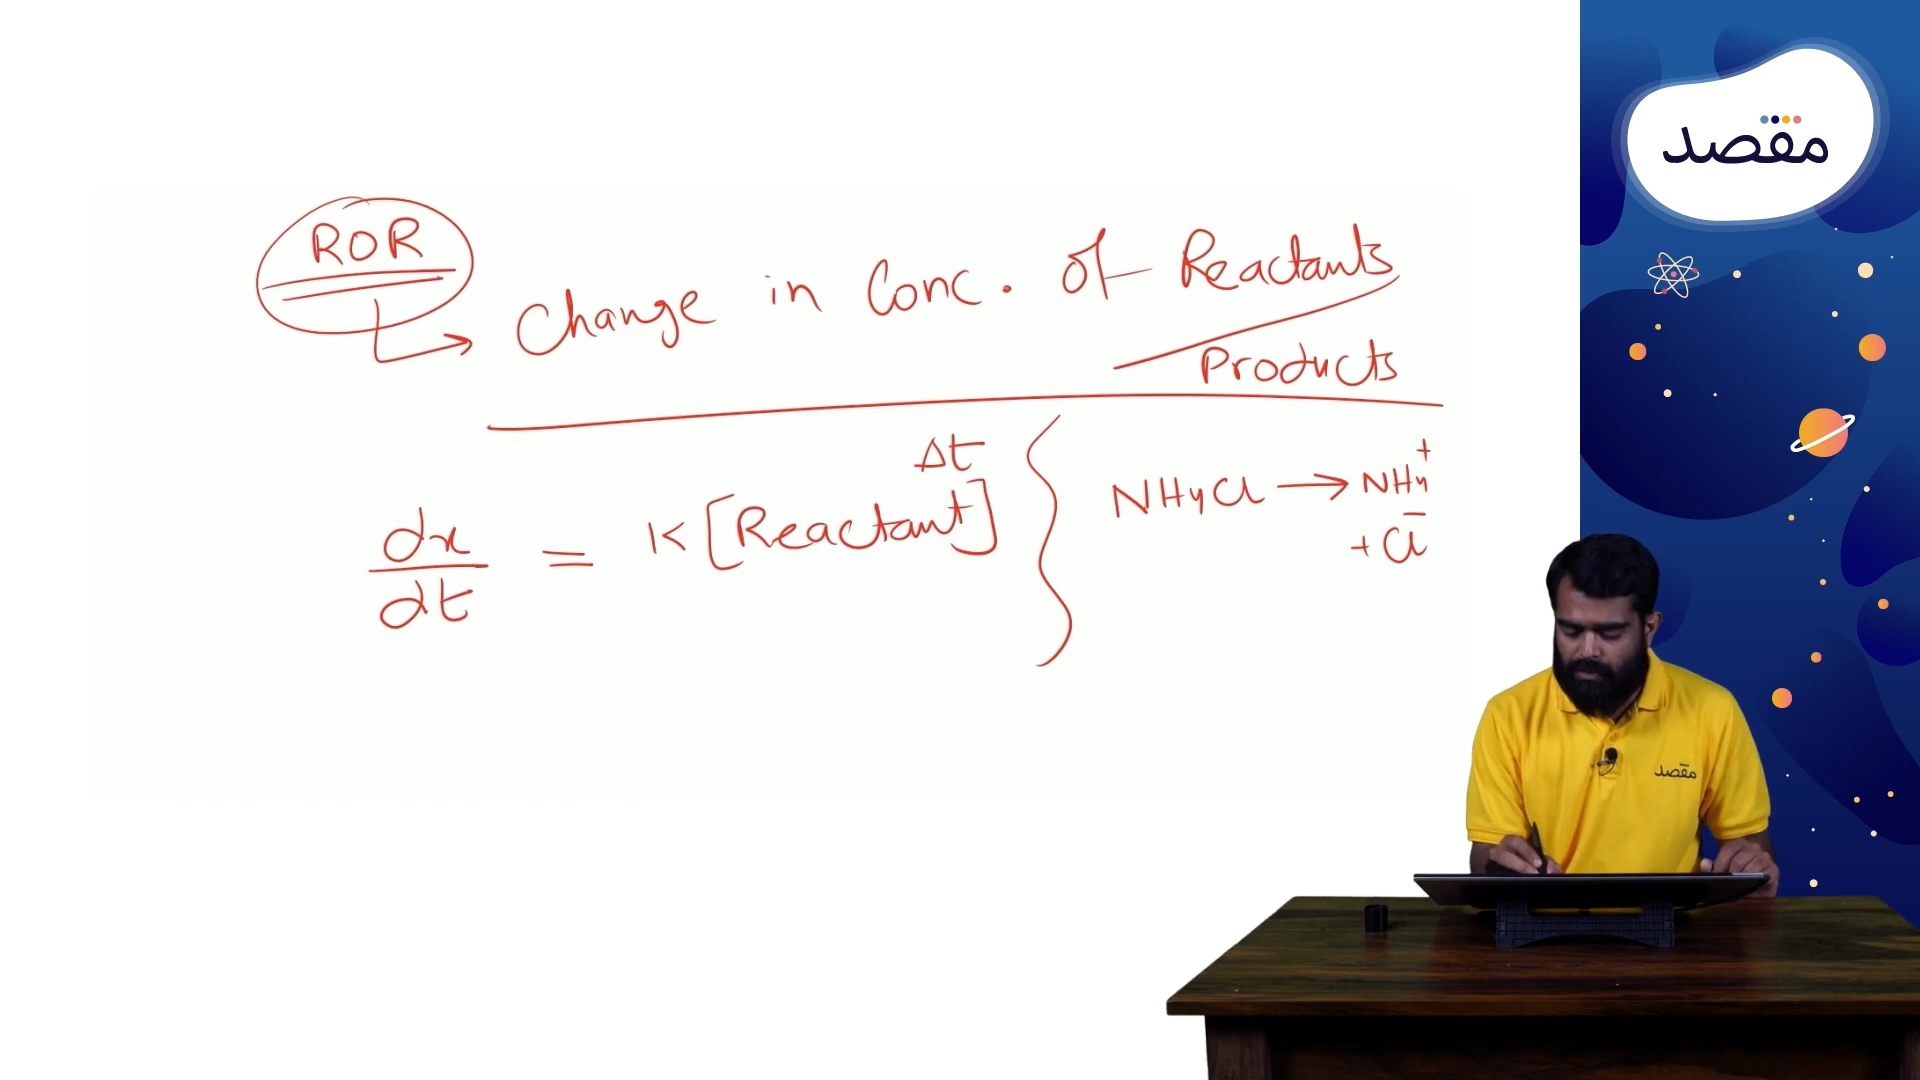 مقصد
ROR
Change in Conc. of Reactants
Products
Δt
dx/dt = K[Reactant]
NH4Cl → NH4+
+ Cl-
مقصد